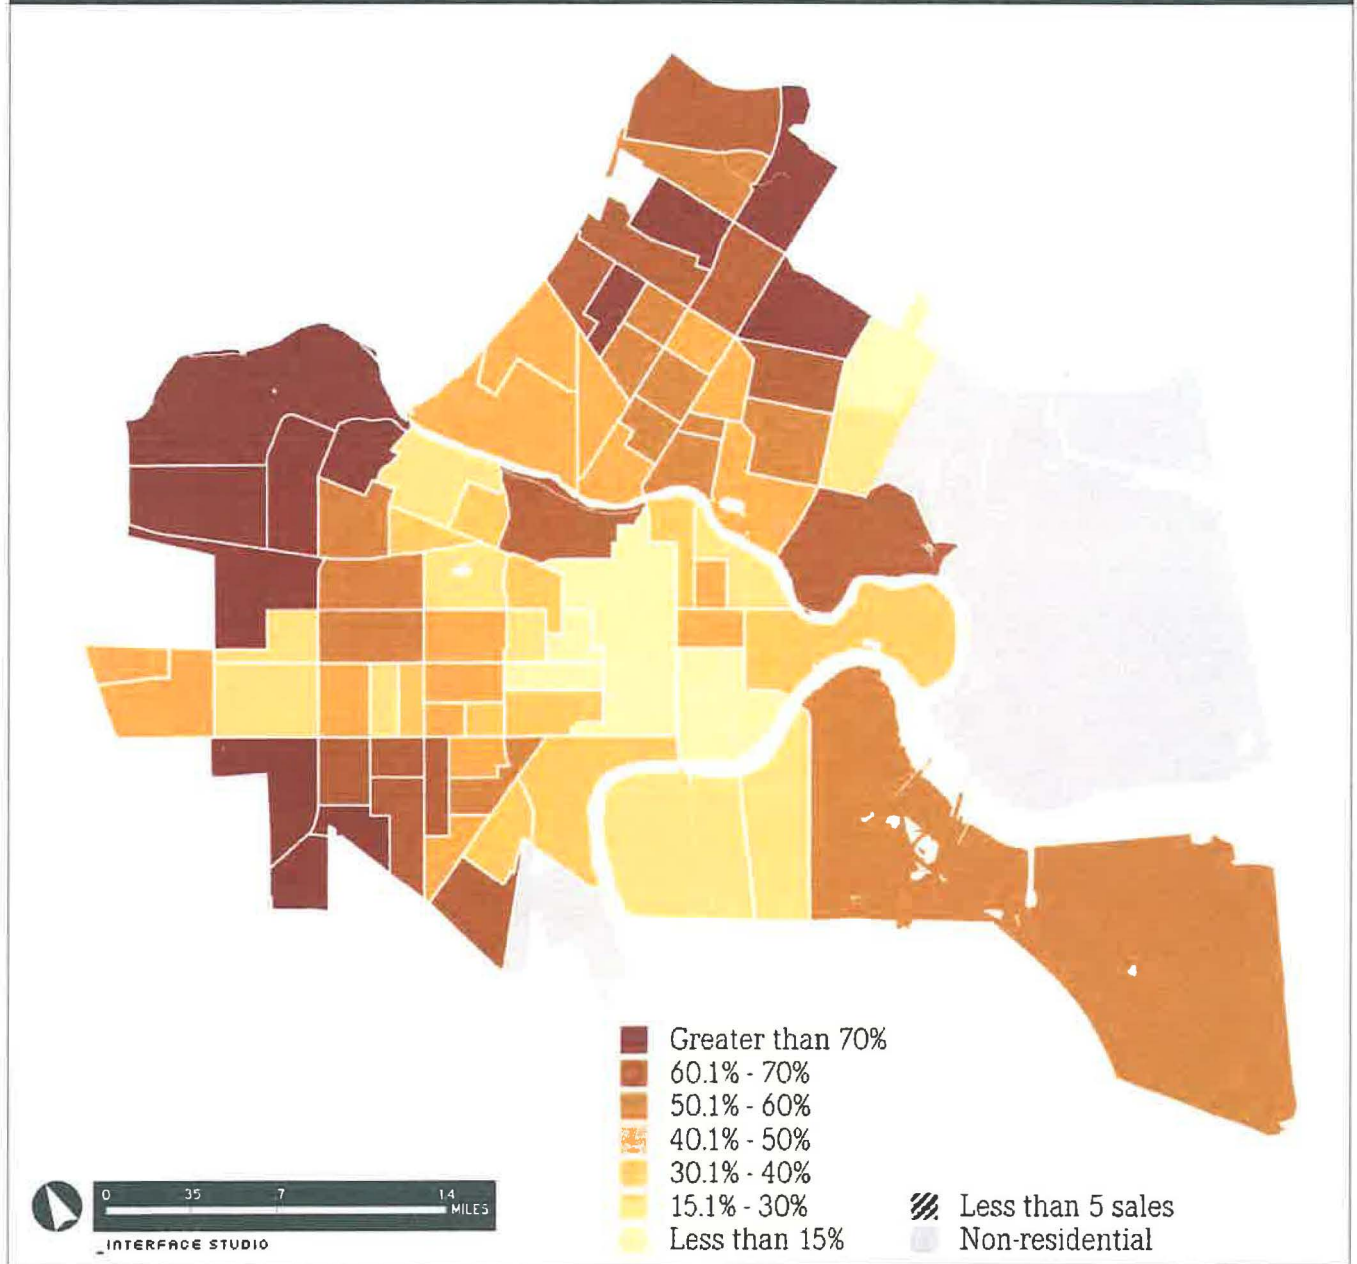 Greater than 70%
60.1% - 70%
50.1% - 60%
40.1% - 50%
30.1% - 40%
15.1% - 30%
Less than 15%
Less than 5 sales
Non-residential
0 .35 .7 1.4
MILES
_INTERFACE STUDIO